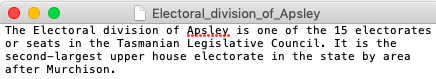 Electoral_division_of_Apsley
The Electoral division of Apsley is one of the 15 electorates
or seats in the Tasmanian Legislative Council. It is the
second-largest upper house electorate in the state by area
after Murchison.